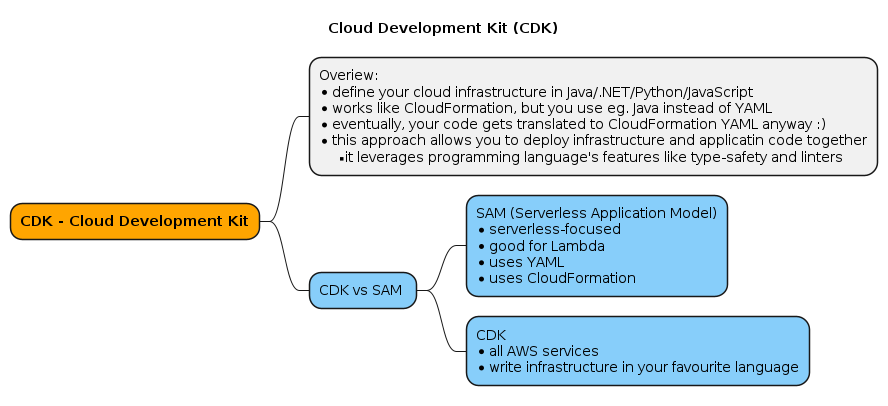 Cloud Development Kit (CDK)
Overiew:
• define your cloud infrastructure in Java/.NET/Python/JavaScript
• works like CloudFormation, but you use eg. Java instead of YAML
• eventually, your code gets translated to CloudFormation YAML anyway :)
• this approach allows you to deploy infrastructure and applicatin code together
▪it leverages programming language's features like type-safety and linters
CDK - Cloud Development Kit
CDK vs SAM
SAM (Serverless Application Model)
• serverless-focused
• good for Lambda
• uses YAML
• uses CloudFormation
CDK
• all AWS services
• write infrastructure in your favourite language